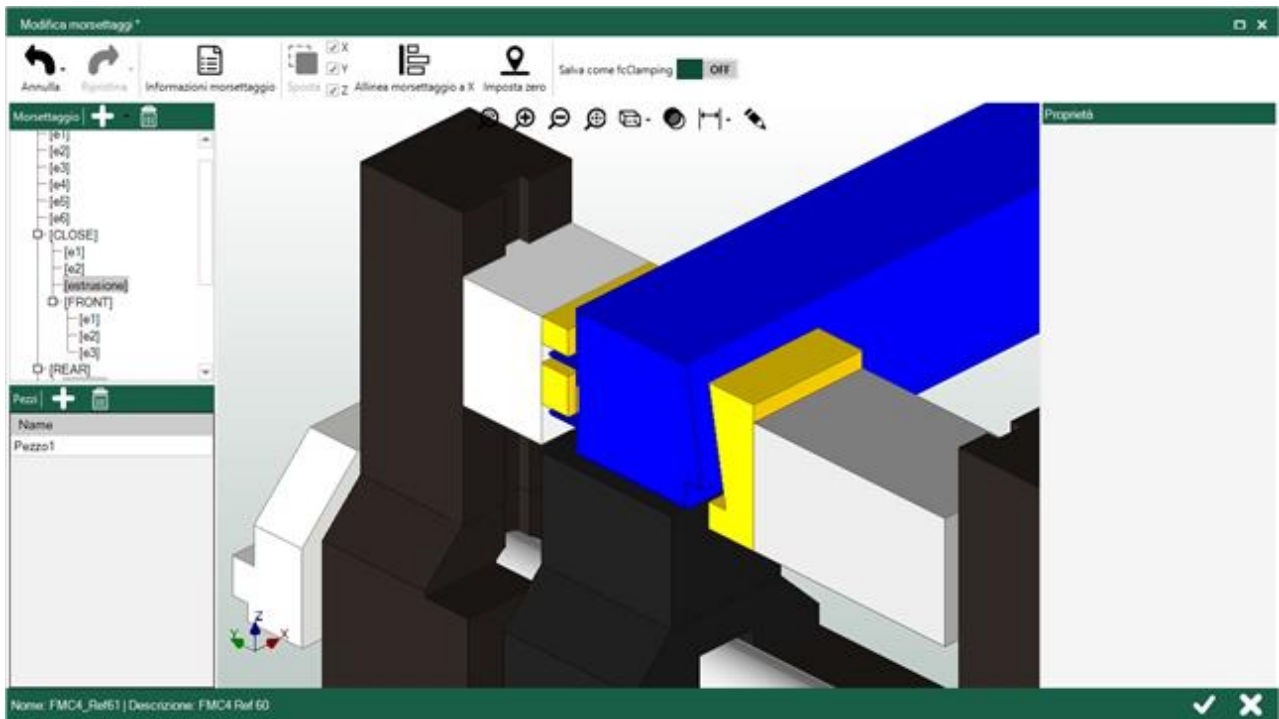 Modifica morsettaggi *
X
Y
Z
Annulla
Ripristina
Informazioni morsettaggio
Sposta
Allinea morsettaggio a X
Imposta zero
Salva come fcClamping
OFF
Morsettaggio
[e1]
[e2]
[e3]
[e4]
[e5]
[e6]
[CLOSE]
[e1]
[e2]
[estrusione]
[FRONT]
[e1]
[e2]
[e3]
[REAR]
Pezzi
Name
Pezzo1
Proprietà
Z
Y
X
Nome: FMC4_Ref61 | Descrizione: FMC4 Ref 60